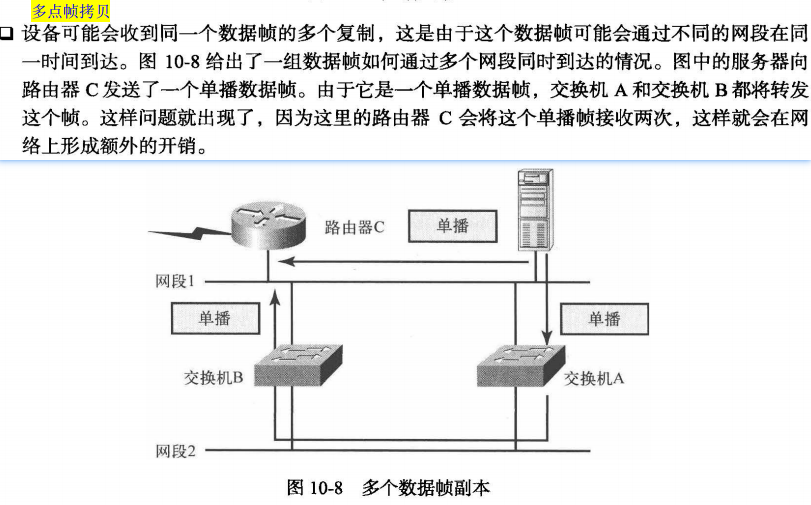 多点帧拷贝
设备可能会收到同一个数据帧的多个复制，这是由于这个数据帧可能会通过不同的网段在同
一时间到达。图 10-8 给出了一组数据帧如何通过多个网段同时到达的情况。图中的服务器向
路由器 C 发送了一个单播数据帧。由于它是一个单播数据帧，交换机 A 和交换机 B 都将转发
这个帧。这样问题就出现了，因为这里的路由器 C 会将这个单播帧接收两次，这样就会在网
络上形成额外的开销。
路由器C
单播
网段1
单播
单播
交换机B
交换机A
网段2
图 10-8 多个数据帧副本